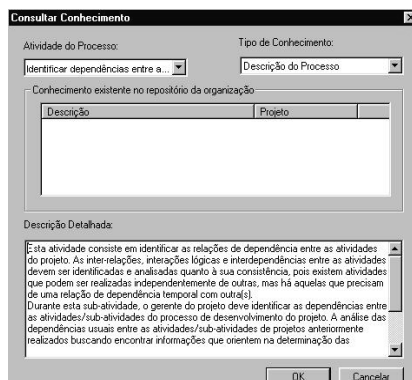 Consultar Conhecimento
Atividade do Processo:
Tipo de Conhecimento:
Identificar dependências entre a...
Descrição do Processo
Conhecimento existente no repositório da organização
Descrição
Projeto
Descrição Detalhada:
Esta atividade consiste em identificar as relações de dependência entre as atividades
do projeto. As inter-relações, interações lógicas e interdependências entre as atividades
devem ser identificadas e analisadas quanto à sua consistência, pois existem atividades
que podem ser realizadas independentemente de outras, mas há aquelas que precisam
de uma relação de dependência temporal com outra(s).
Durante esta sub-atividade, o gerente do projeto deve identificar as dependências entre
as atividades/sub-atividades do processo de desenvolvimento do projeto. A análise das
dependências usuais entre as atividades/sub-atividades de projetos anteriormente
realizados buscando encontrar informações que orientem na determinação das
OK
Cancelar